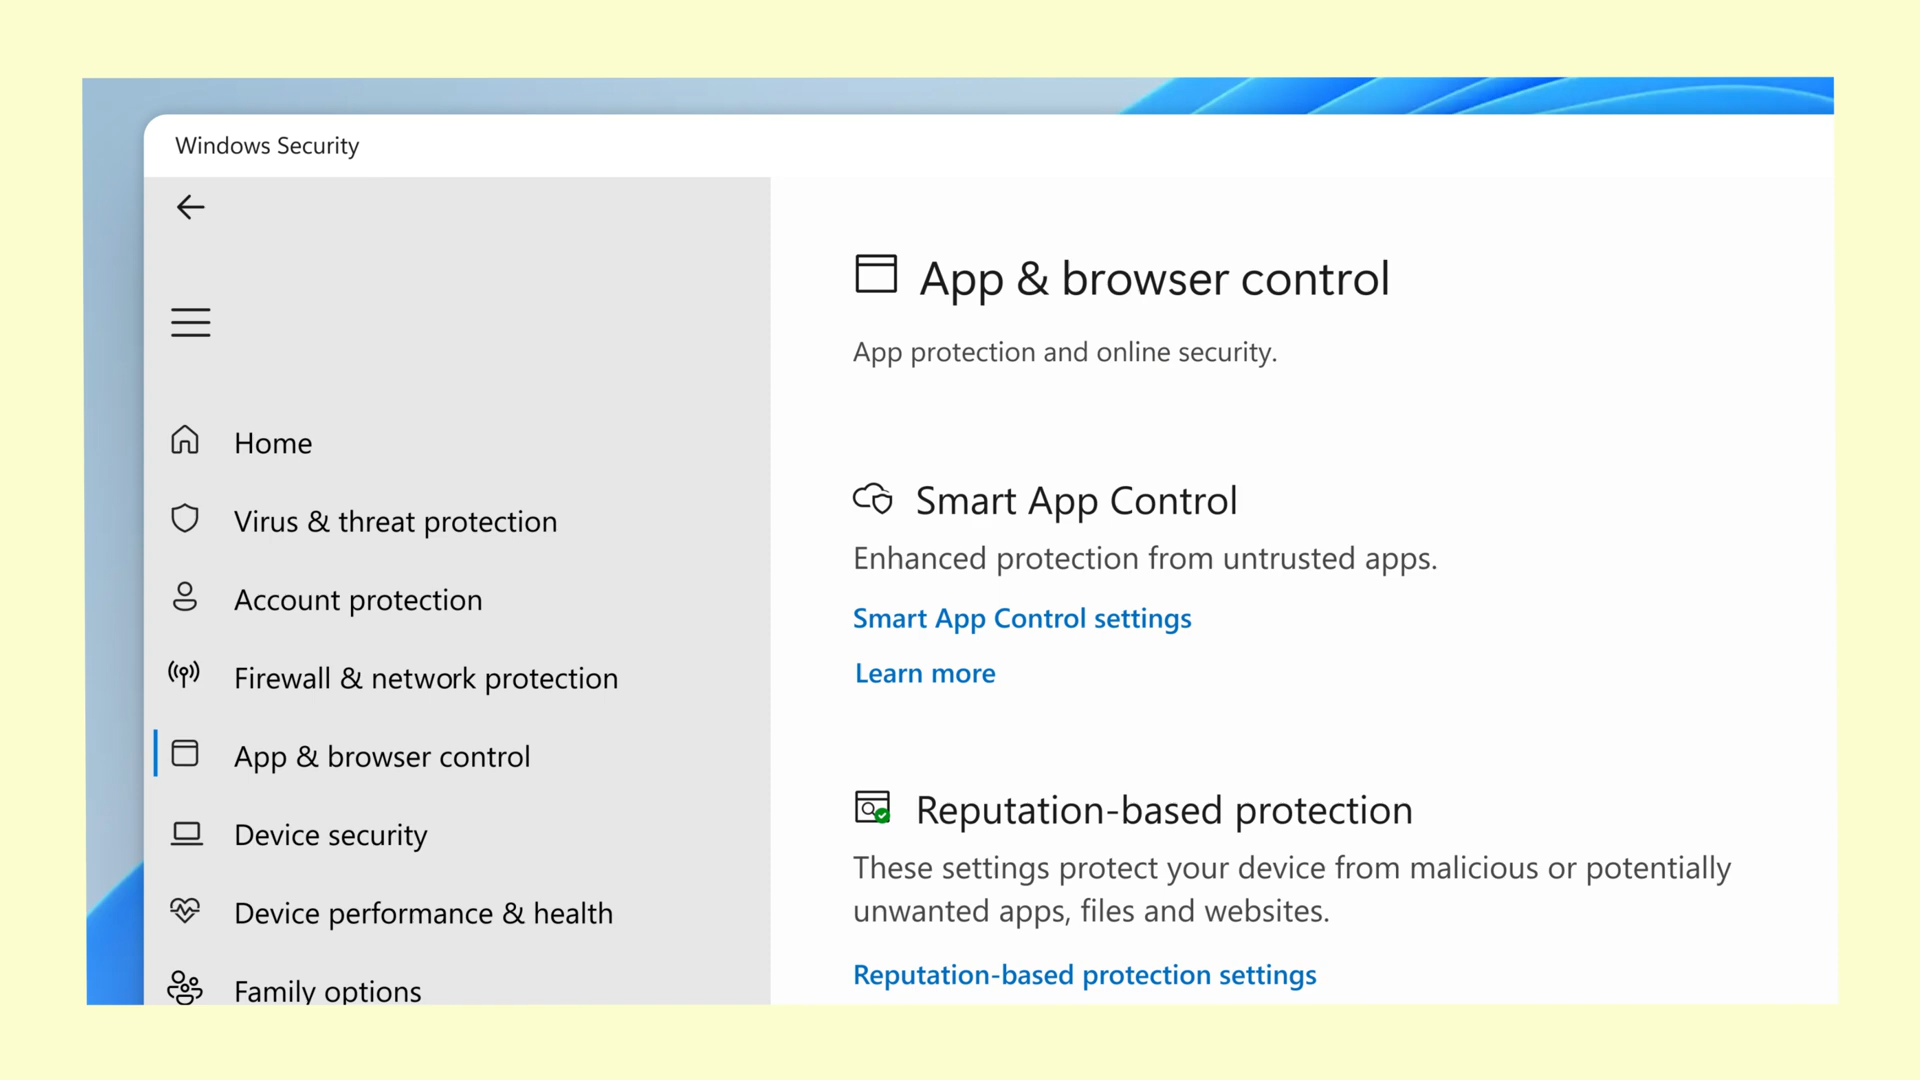 Windows Security
Home
Virus & threat protection
Account protection
Firewall & network protection
App & browser control
Device security
Device performance & health
Family options
App & browser control
App protection and online security.
Smart App Control
Enhanced protection from untrusted apps.
Smart App Control settings
Learn more
Reputation-based protection
These settings protect your device from malicious or potentially
unwanted apps, files and websites.
Reputation-based protection settings